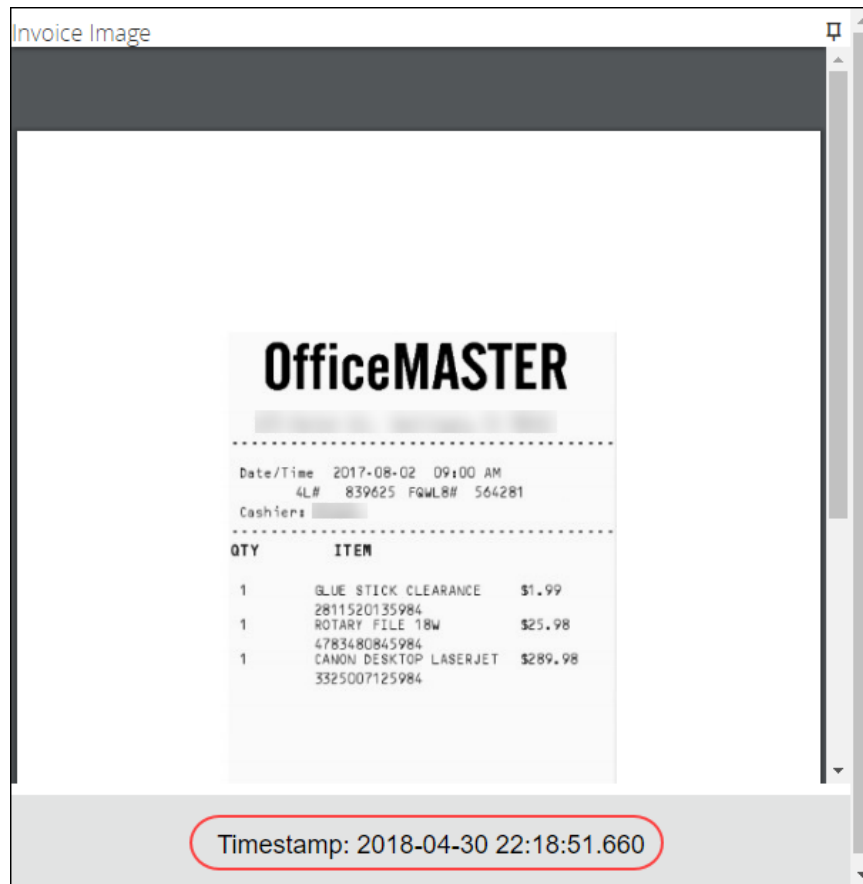 Invoice Image
OfficeMASTER
Date/Time 2017-08-02 09:00 AM
4L# 839625 FQWL8# 564281
Cashier:
QTY ITEM
1 GLUE STICK CLEARANCE $1.99
2811520135984
1 ROTARY FILE 18W $25.98
4783480845984
1 CANON DESKTOP LASERJET $289.98
3325007125984
Timestamp: 2018-04-30 22:18:51.660